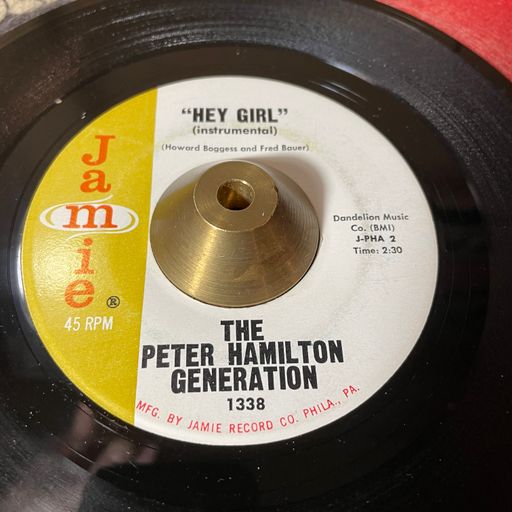 "HEY GIRL"
(instrumental)
(Howard Boggess and Fred Bauer)
Jamie ®
45 RPM
Dandelion Music
Co. (BMI)
J-PHA 2
Time: 2:30
THE
PETER HAMILTON
GENERATION
1338
MFG. BY JAMIE RECORD CO. PHILA., PA.